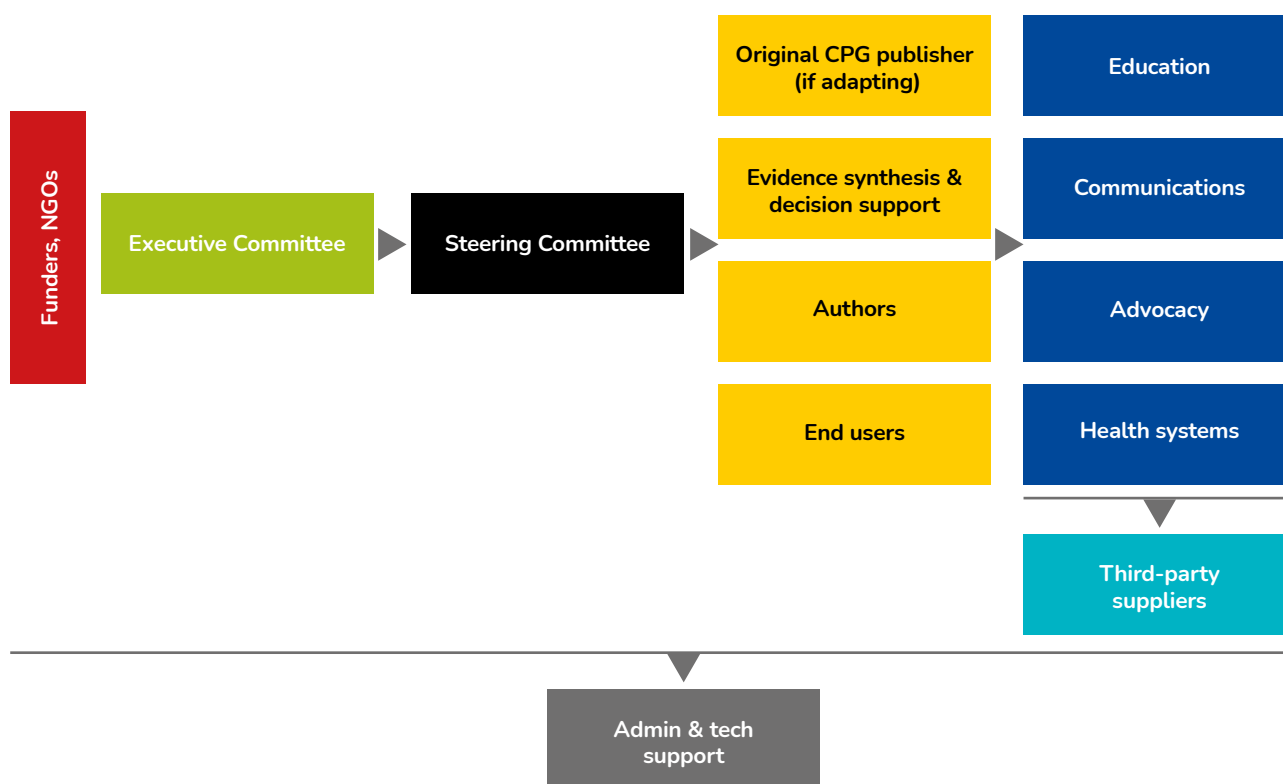 Funders, NGOs
Executive Committee
Steering Committee
Original CPG publisher
(if adapting)
Evidence synthesis &
decision support
Authors
End users
Education
Communications
Advocacy
Health systems
Third-party
suppliers
Admin & tech
support